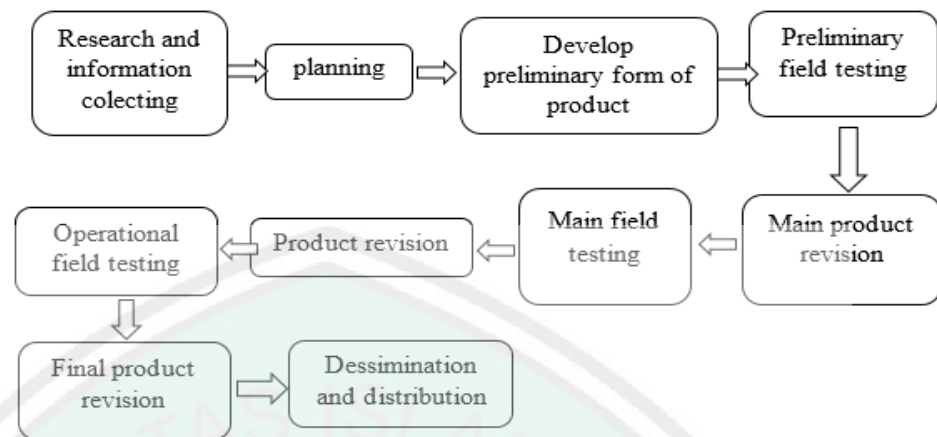 Research and
information
colecting
planning
Develop
preliminary form of
product
Preliminary
field testing
Main product
revision
Main field
testing
Product revision
Operational
field testing
Final product
revision
Dessimination
and distribution